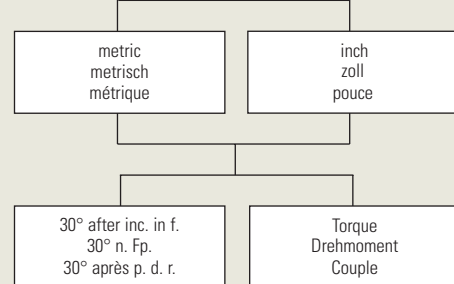 metric
metrisch
métrique
inch
zoll
pouce
30° after inc. in f.
30° n. Fp.
30° après p. d. r.
Torque
Drehmoment
Couple